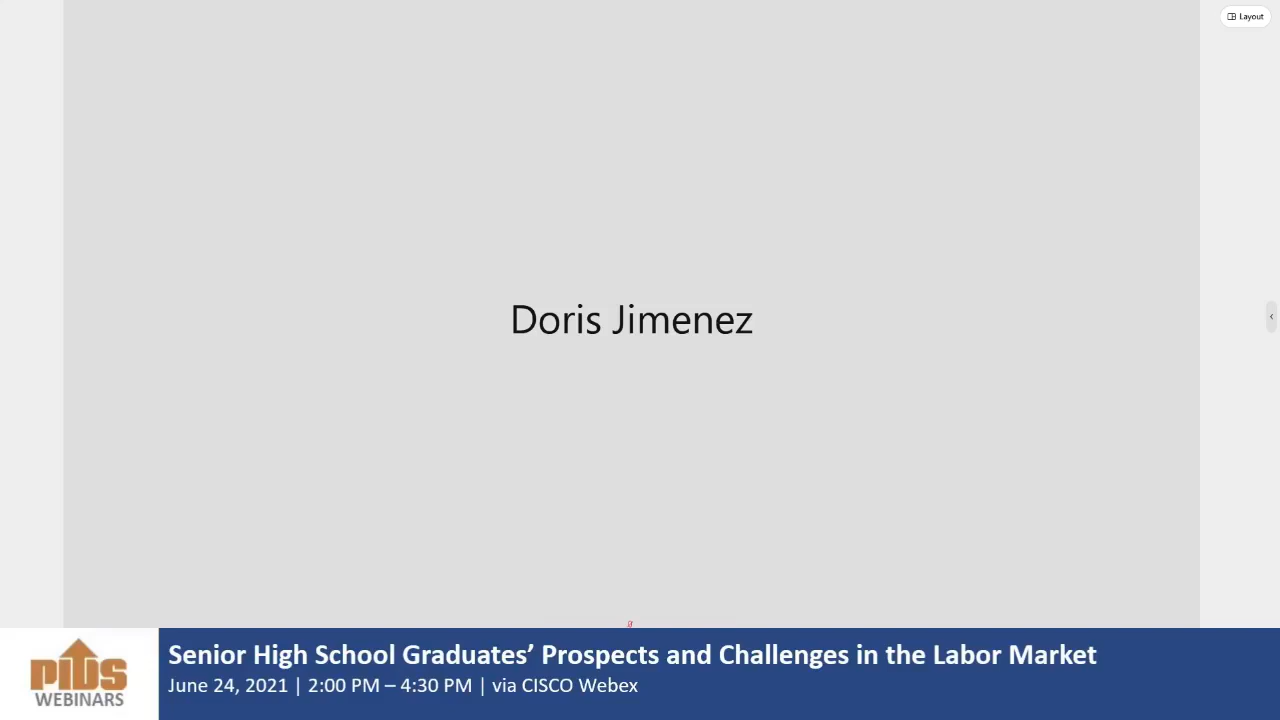 Layout
Doris Jimenez
PIDS
WEBINARS
Senior High School Graduates’ Prospects and Challenges in the Labor Market
June 24, 2021 | 2:00 PM – 4:30 PM | via CISCO Webex